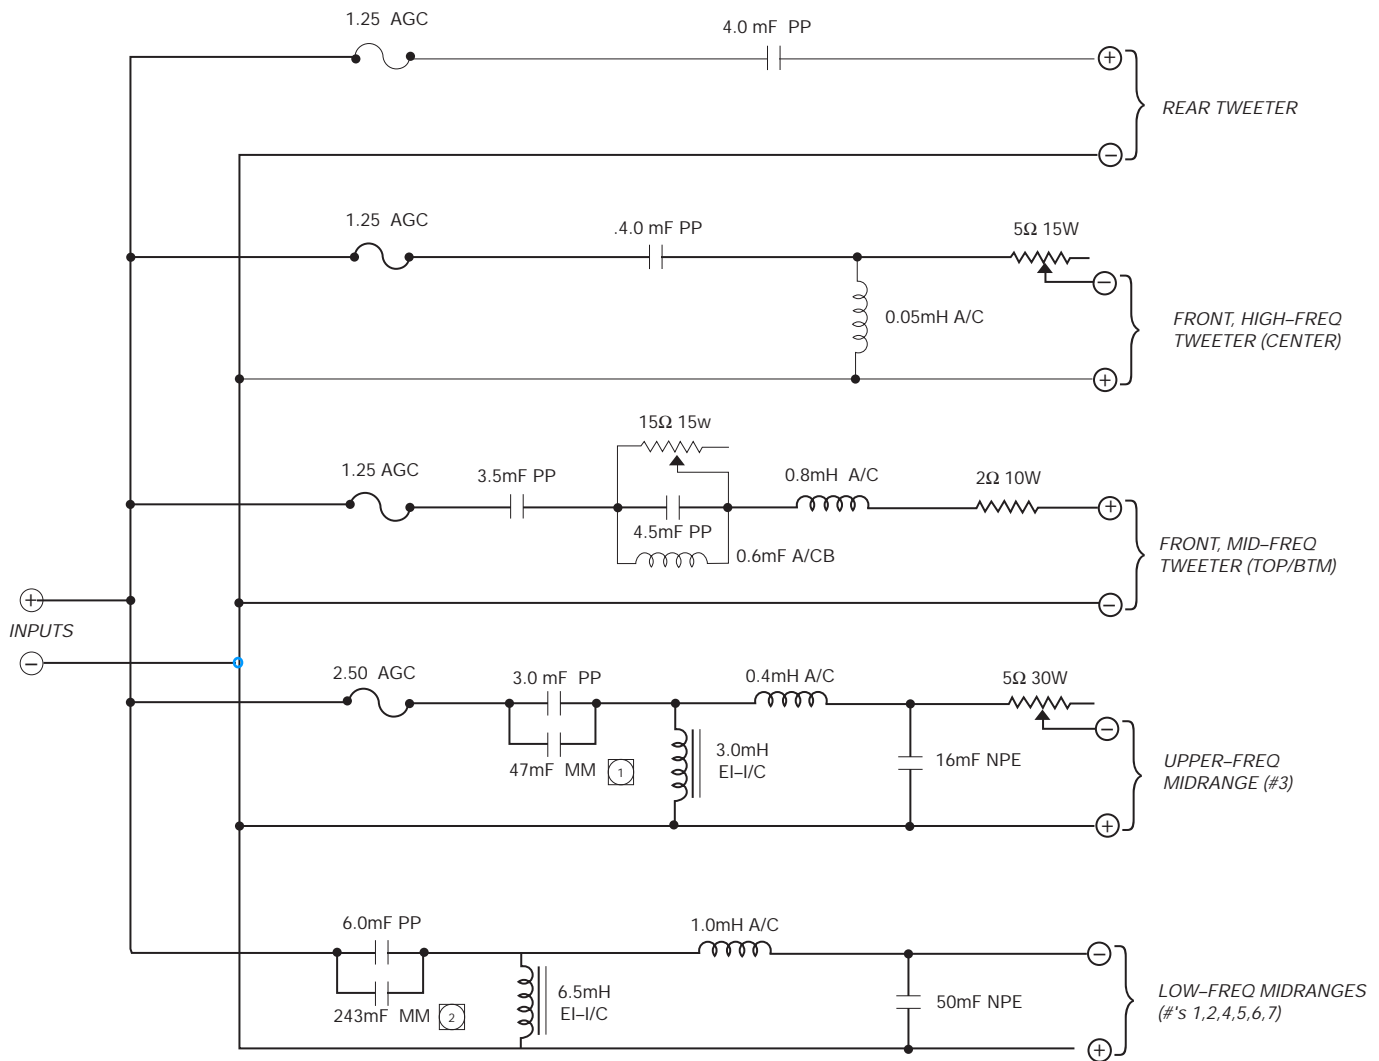 1.25 AGC
4.0 mF PP
+
REAR TWEETER
−
1.25 AGC
.4.0 mF PP
5Ω 15W
−
0.05mH A/C
FRONT, HIGH–FREQ
TWEETER (CENTER)
+
15Ω 15w
1.25 AGC
3.5mF PP
0.8mH A/C
2Ω 10W
+
4.5mF PP
0.6mF A/CB
FRONT, MID–FREQ
TWEETER (TOP/BTM)
−
+
INPUTS
−
2.50 AGC
3.0 mF PP
0.4mH A/C
5Ω 30W
−
47mF MM 1
3.0mH
EI–I/C
16mF NPE
UPPER–FREQ
MIDRANGE (#3)
+
6.0mF PP
1.0mH A/C
−
243mF MM 2
6.5mH
EI–I/C
50mF NPE
LOW–FREQ MIDRANGES
(#'s 1,2,4,5,6,7)
+